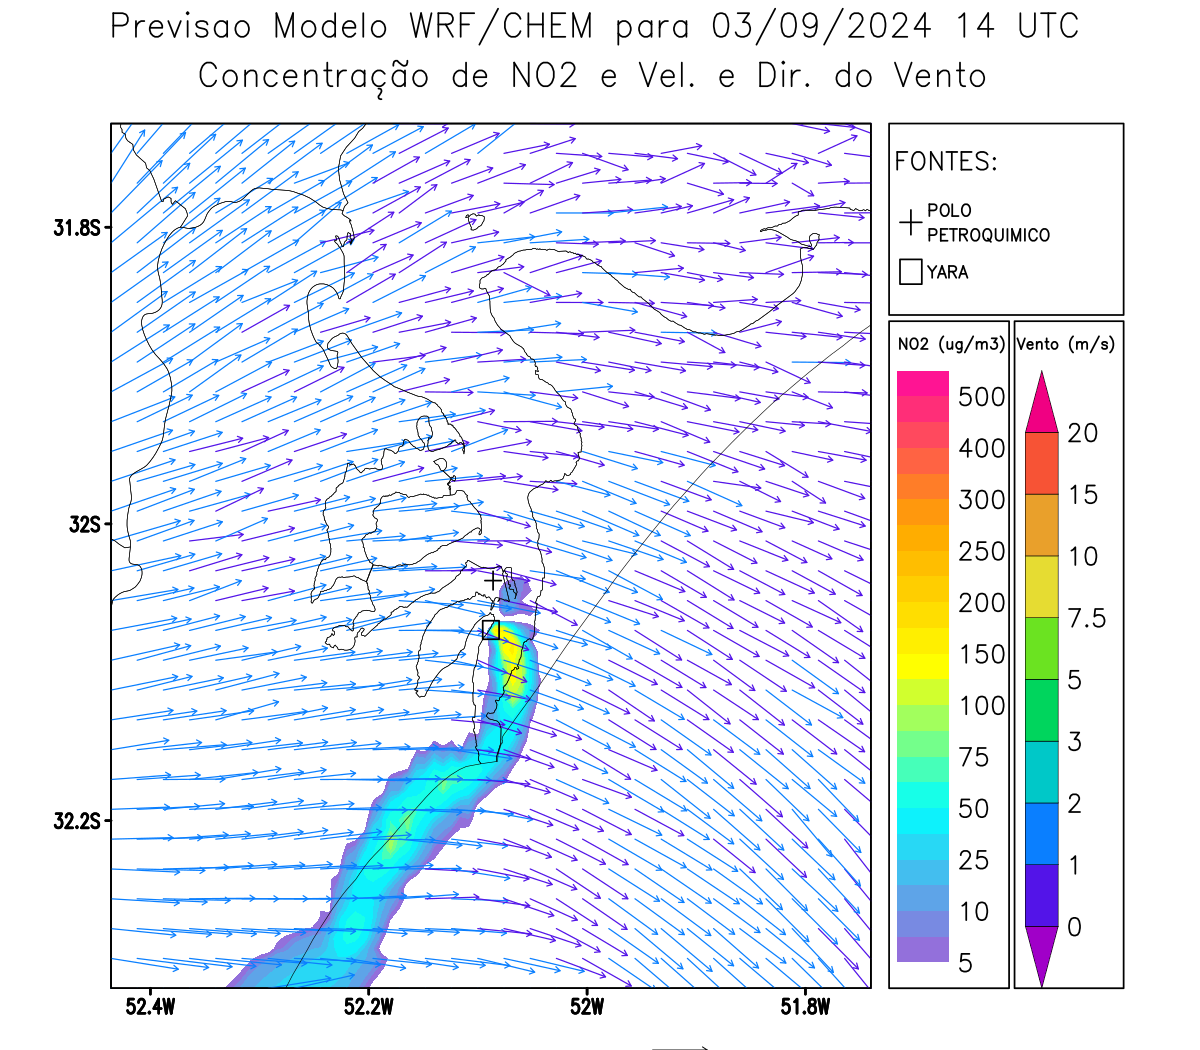 Previsao Modelo WRF/CHEM para 03/09/2024 14 UTC
Concentração de NO2 e Vel. e Dir. do Vento
FONTES:
POLO
PETROQUIMICO
YARA
NO2 (ug/m3)
500
400
300
250
200
150
100
75
50
25
10
5
Vento (m/s)
20
15
10
7.5
5
3
2
1
0
31.8S
32S
32.2S
52.4W
52.2W
52W
51.8W